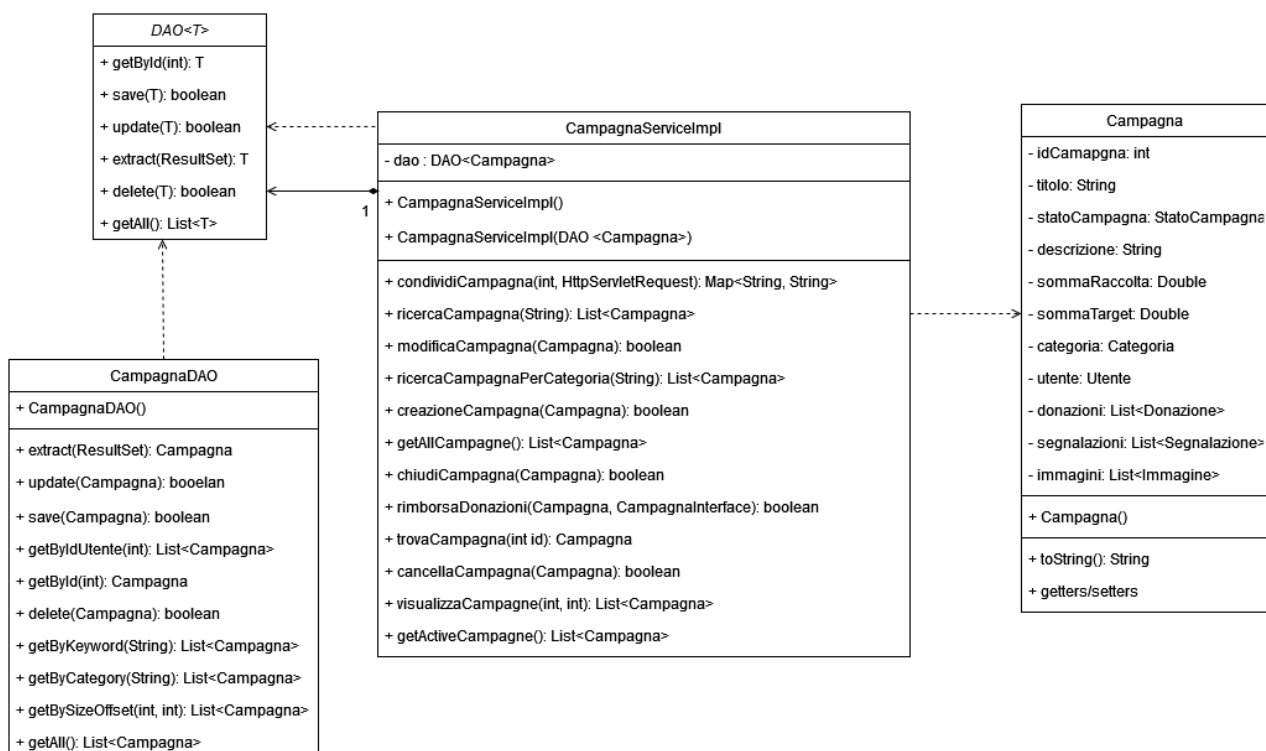 DAO<T>
+ getById(int): T
+ save(T): boolean
+ update(T): boolean
+ extract(ResultSet): T
+ delete(T): boolean
+ getAll(): List<T>
1
CampagnaDAO
+ CampagnaDAO()
+ extract(ResultSet): Campagna
+ update(Campagna): booelan
+ save(Campagna): boolean
+ getByIdUtente(int): List<Campagna>
+ getById(int): Campagna
+ delete(Campagna): boolean
+ getByKeyword(String): List<Campagna>
+ getByCategory(String): List<Campagna>
+ getBySizeOffset(int, int): List<Campagna>
+ getAll(): List<Campagna>
CampagnaServiceImpl
- dao : DAO<Campagna>
+ CampagnaServiceImpl()
+ CampagnaServiceImpl(DAO <Campagna>)
+ condividiCampagna(int, HttpServletRequest): Map<String, String>
+ ricercaCampagna(String): List<Campagna>
+ modificaCampagna(Campagna): boolean
+ ricercaCampagnaPerCategoria(String): List<Campagna>
+ creazioneCampagna(Campagna): boolean
+ getAllCampagne(): List<Campagna>
+ chiudiCampagna(Campagna): boolean
+ rimborsaDonazioni(Campagna, CampagnaInterface): boolean
+ trovaCampagna(int id): Campagna
+ cancellaCampagna(Campagna): boolean
+ visualizzaCampagne(int, int): List<Campagna>
+ getActiveCampagne(): List<Campagna>
Campagna
- idCamapgna: int
- titolo: String
- statoCampagna: StatoCampagna
- descrizione: String
- sommaRaccolta: Double
- sommaTarget: Double
- categoria: Categoria
- utente: Utente
- donazioni: List<Donazione>
- segnalazioni: List<Segnalazione>
- immagini: List<Immagine>
+ Campagna()
+ toString(): String
+ getters/setters